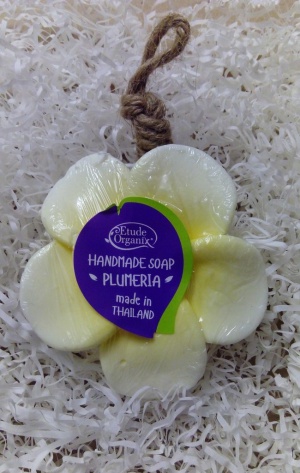 Etude
Organix
HANDMADE SOAP
PLUMERIA
made in
THAILAND